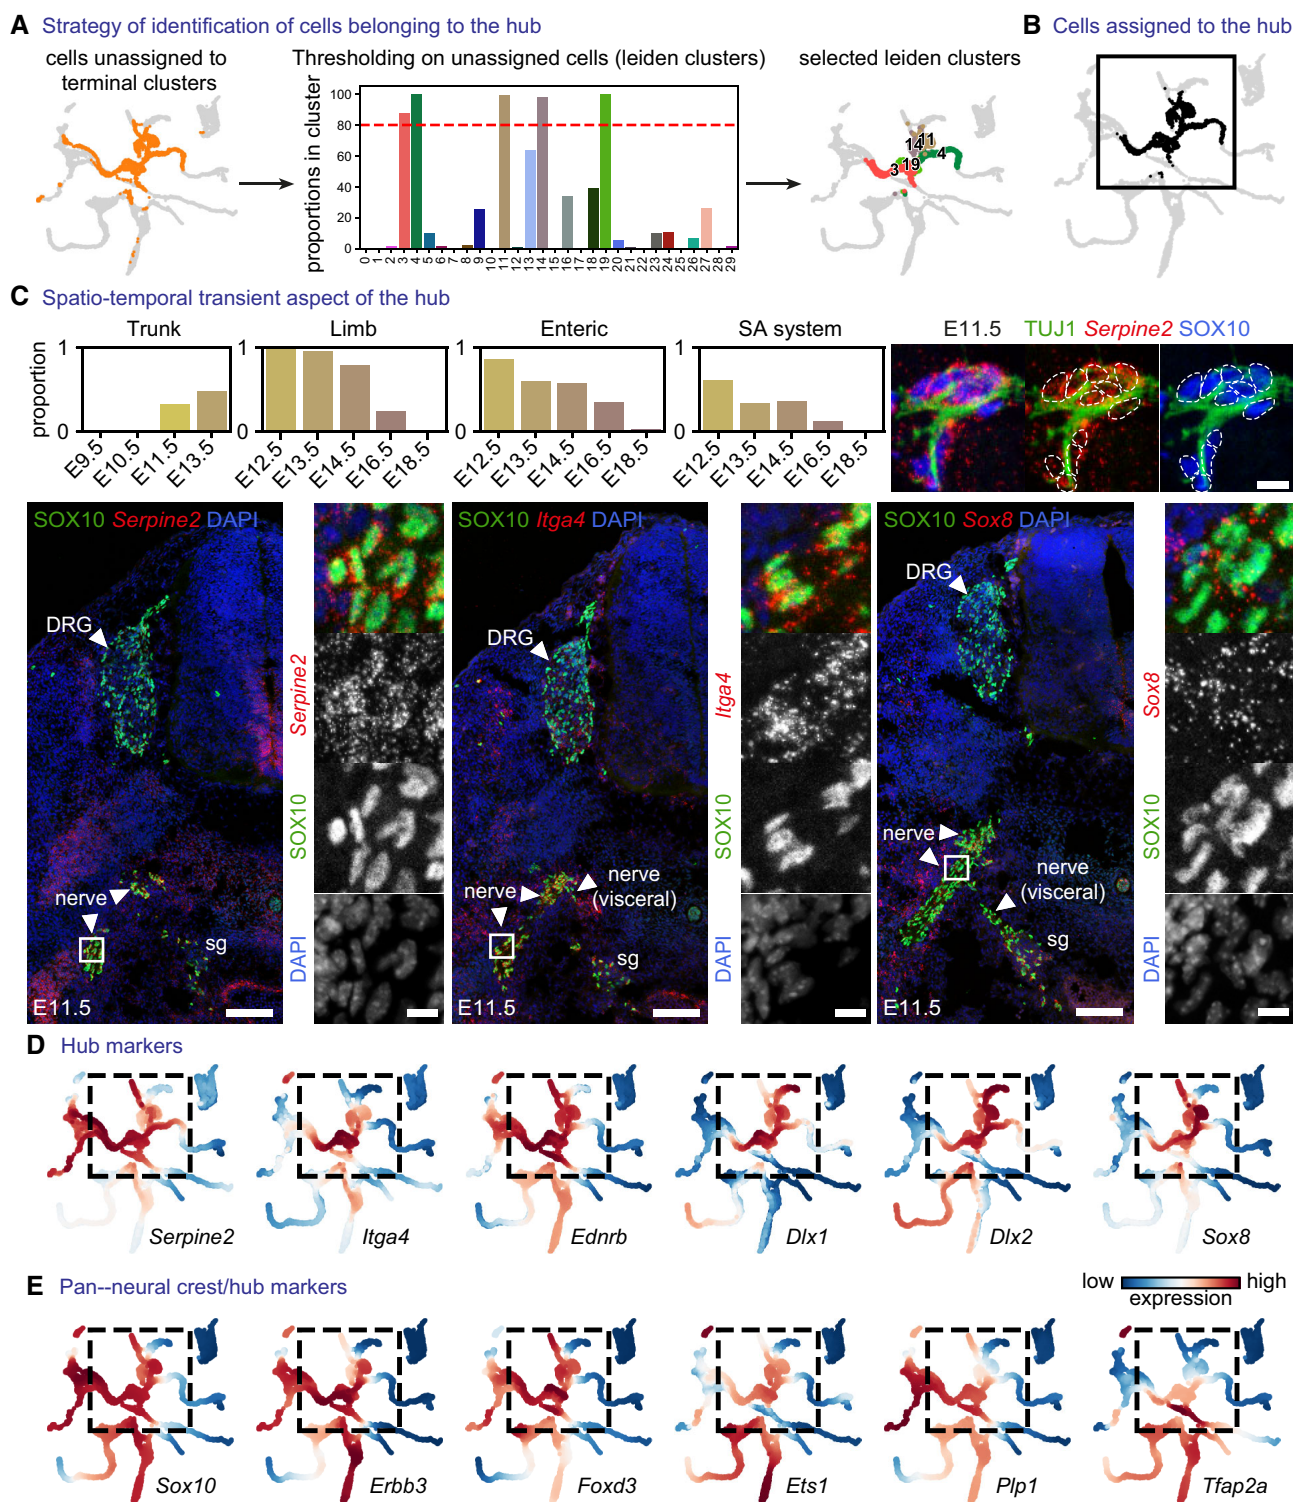 A Strategy of identification of cells belonging to the hub
cells unassigned to
terminal clusters
Thresholding on unassigned cells (leiden clusters)
proportions in cluster
100
80
60
40
20
0
0 1 2 3 4 5 6 7 8 9 10 11 12 13 14 15 16 17 18 19 20 21 22 23 24 25 26 27 28 29
selected leiden clusters
14
11
4
3
19
B Cells assigned to the hub
C Spatio-temporal transient aspect of the hub
Trunk
Limb
Enteric
SA system
proportion
1
0
E9.5 E10.5 E11.5 E13.5
1
0
E12.5 E13.5 E14.5 E16.5 E18.5
1
0
E12.5 E13.5 E14.5 E16.5 E18.5
1
0
E12.5 E13.5 E14.5 E16.5 E18.5
E11.5 TUJ1 Serpine2 SOX10
SOX10 Serpine2 DAPI
DRG
nerve
sg
E11.5
Serpine2
SOX10
DAPI
SOX10 Itga4 DAPI
DRG
nerve
nerve
(visceral)
sg
E11.5
Itga4
SOX10
DAPI
SOX10 Sox8 DAPI
DRG
nerve
nerve
(visceral)
sg
E11.5
Sox8
SOX10
DAPI
D Hub markers
Serpine2
Itga4
Ednrb
Dlx1
Dlx2
Sox8
E Pan--neural crest/hub markers
low
high
expression
Sox10
Erbb3
Foxd3
Ets1
Plp1
Tfap2a